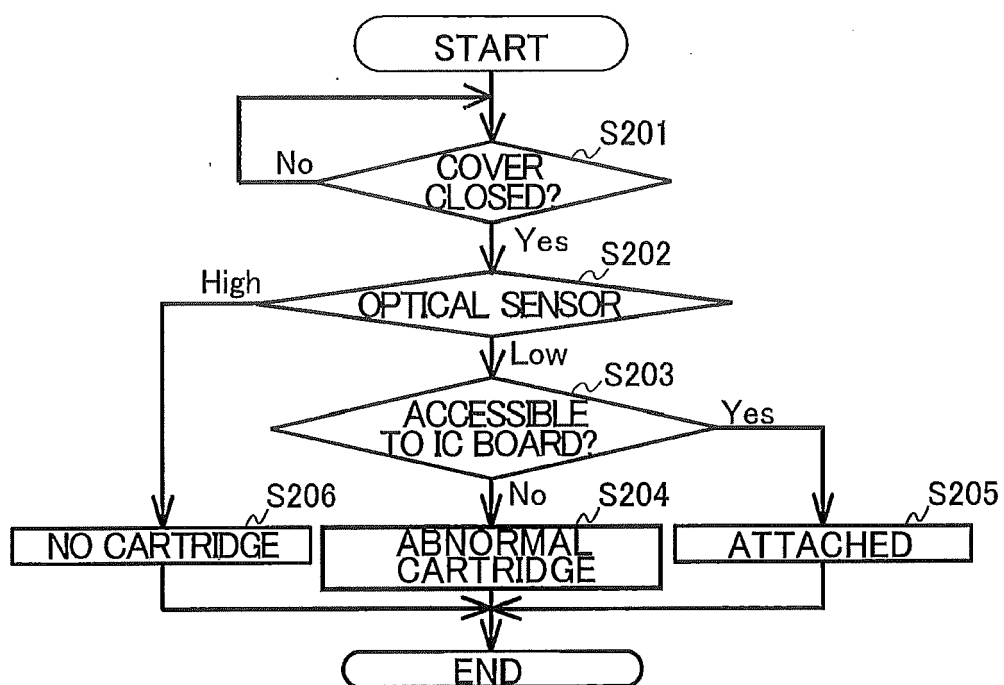 START
S201
No
COVER
CLOSED?
Yes
S202
High
OPTICAL SENSOR
Low
S203
ACCESSIBLE
TO IC BOARD?
Yes
No
S206
S204
S205
NO CARTRIDGE
ABNORMAL
CARTRIDGE
ATTACHED
END